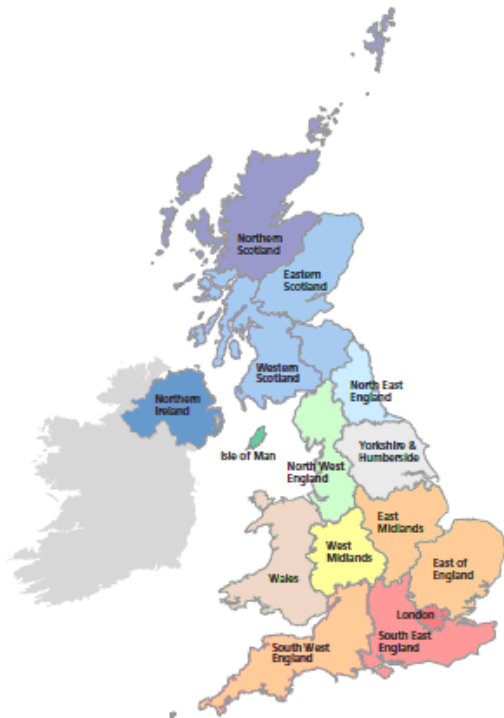 Northern
Scotland
Eastern
Scotland
Western
Scotland
North East
England
Northern
Ireland
Isle of Man
Yorkshire &
Humberside
North West
England
East
Midlands
West
Midlands
East of
England
Wales
London
South East
England
South West
England